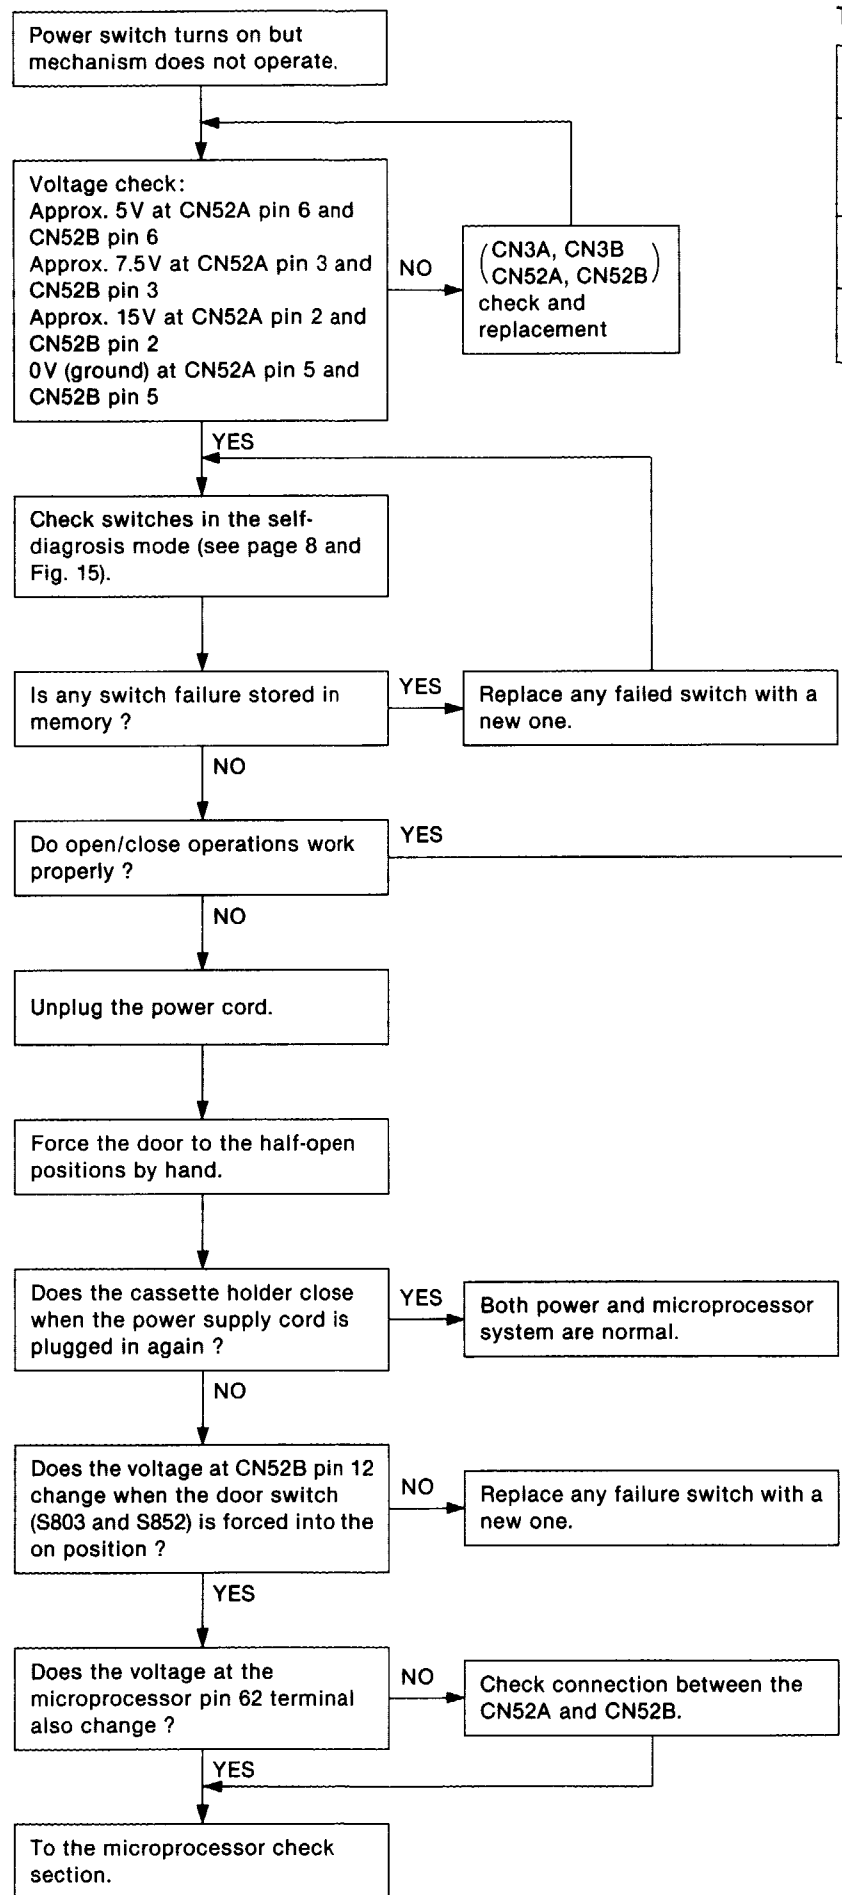 Power switch turns on but
mechanism does not operate.
T
Voltage check:
Approx. 5V at CN52A pin 6 and
CN52B pin 6
Approx. 7.5V at CN52A pin 3 and
CN52B pin 3
Approx. 15V at CN52A pin 2 and
CN52B pin 2
0V (ground) at CN52A pin 5 and
CN52B pin 5
NO
(CN3A, CN3B
CN52A, CN52B)
check and
replacement
YES
Check switches in the self-
diagrosis mode (see page 8 and
Fig. 15).
Is any switch failure stored in
memory ?
YES
Replace any failed switch with a
new one.
NO
Do open/close operations work
properly ?
YES
NO
Unplug the power cord.
Force the door to the half-open
positions by hand.
Does the cassette holder close
when the power supply cord is
plugged in again ?
YES
Both power and microprocessor
system are normal.
NO
Does the voltage at CN52B pin 12
change when the door switch
(S803 and S852) is forced into the
on position ?
NO
Replace any failure switch with a
new one.
YES
Does the voltage at the
microprocessor pin 62 terminal
also change ?
NO
Check connection between the
CN52A and CN52B.
YES
To the microprocessor check
section.